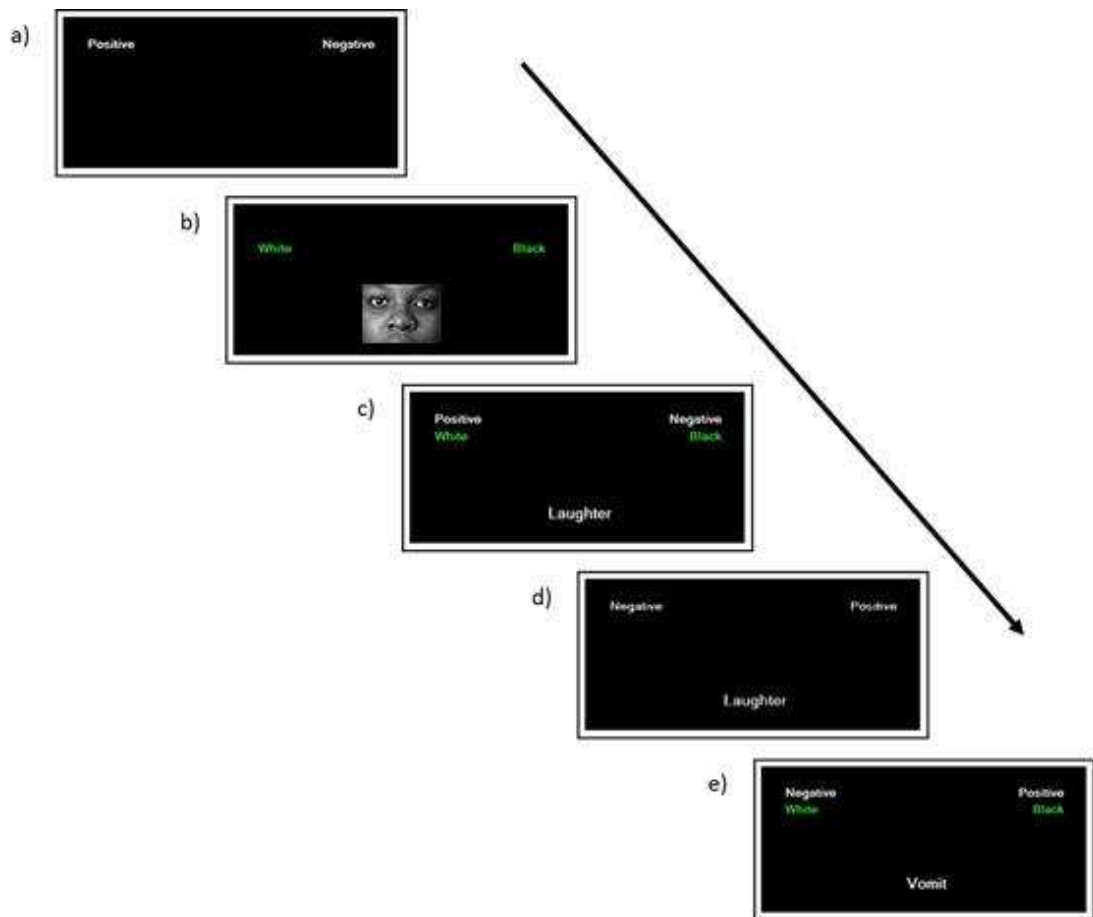 a)
Positive Negative
b)
White Black
c)
Positive Negative
White Black
Laughter
d)
Negative Positive
Laughter
e)
Negative Positive
White Black
Vomit